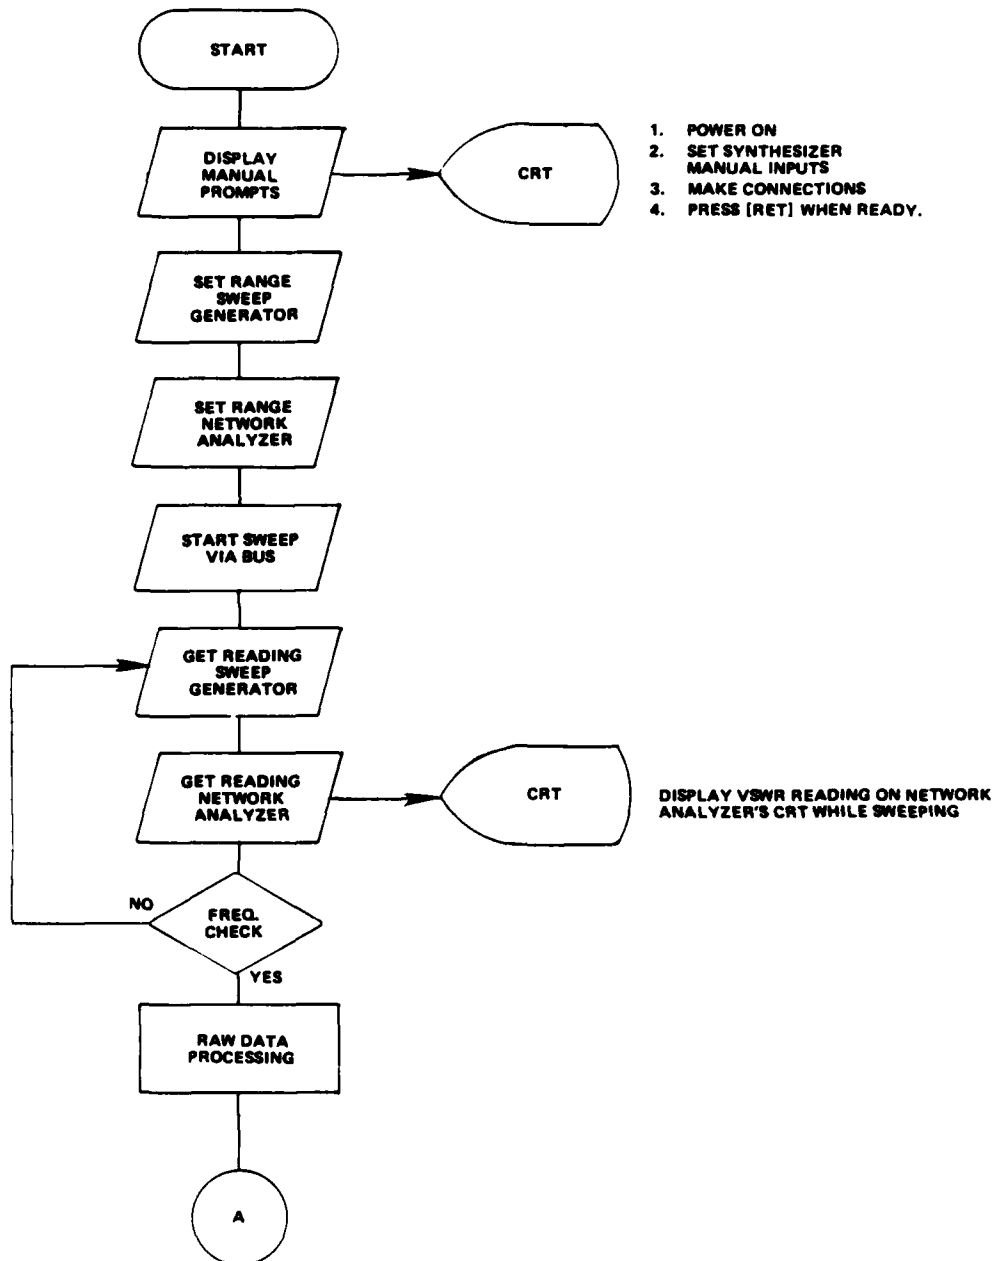 START
DISPLAY
MANUAL
PROMPTS
CRT
1. POWER ON
2. SET SYNTHESIZER
MANUAL INPUTS
3. MAKE CONNECTIONS
4. PRESS [RET] WHEN READY.
SET RANGE
SWEEP
GENERATOR
SET RANGE
NETWORK
ANALYZER
START SWEEP
VIA BUS
GET READING
SWEEP
GENERATOR
GET READING
NETWORK
ANALYZER
CRT
DISPLAY VSWR READING ON NETWORK
ANALYZER'S CRT WHILE SWEEPING
NO
FREQ.
CHECK
YES
RAW DATA
PROCESSING
A